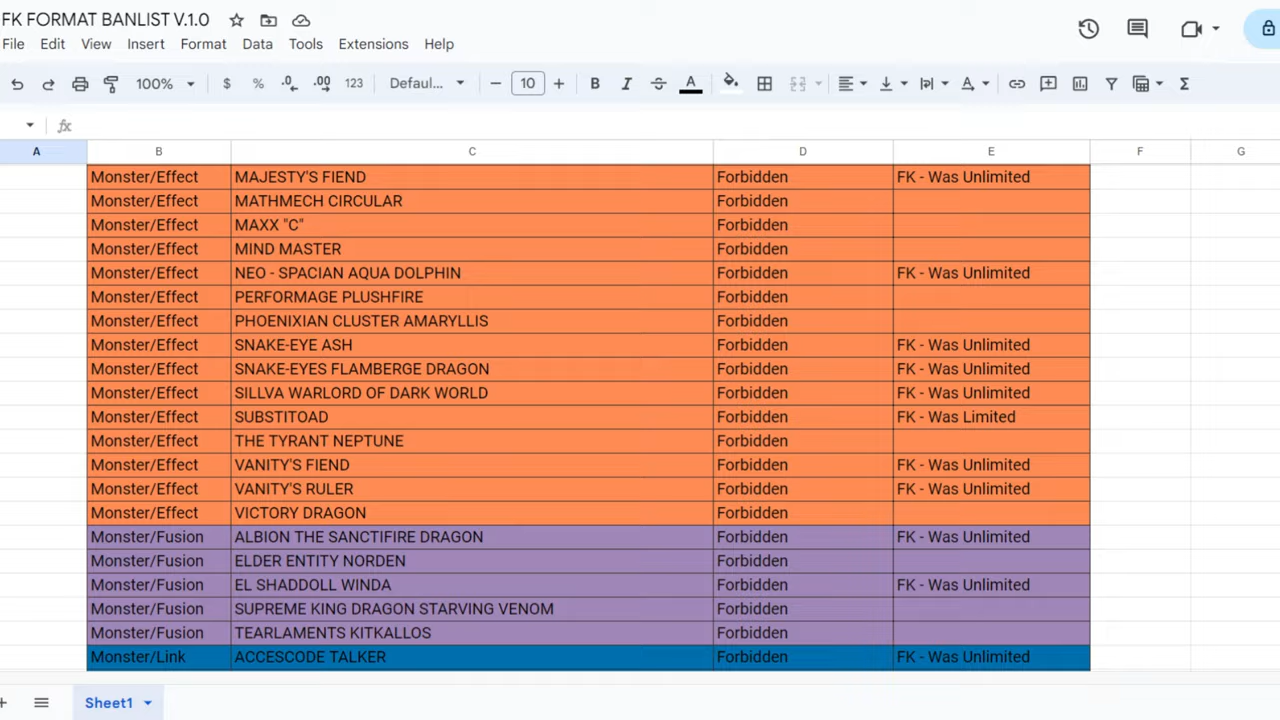 FK FORMAT BANLIST V.1.0
File Edit View Insert Format Data Tools Extensions Help
100% $ % .0 .00 123 Defaul... 10 B I A
fx
A B C D E F G
Monster/Effect MAJESTY'S FIEND Forbidden FK - Was Unlimited
Monster/Effect MATHMECH CIRCULAR Forbidden
Monster/Effect MAXX "C" Forbidden
Monster/Effect MIND MASTER Forbidden
Monster/Effect NEO - SPACIAN AQUA DOLPHIN Forbidden FK - Was Unlimited
Monster/Effect PERFORMAGE PLUSHFIRE Forbidden
Monster/Effect PHOENIXIAN CLUSTER AMARYLLIS Forbidden
Monster/Effect SNAKE-EYE ASH Forbidden FK - Was Unlimited
Monster/Effect SNAKE-EYES FLAMBERGE DRAGON Forbidden FK - Was Unlimited
Monster/Effect SILLVA WARLORD OF DARK WORLD Forbidden FK - Was Unlimited
Monster/Effect SUBSTITOAD Forbidden FK - Was Limited
Monster/Effect THE TYRANT NEPTUNE Forbidden
Monster/Effect VANITY'S FIEND Forbidden FK - Was Unlimited
Monster/Effect VANITY'S RULER Forbidden FK - Was Unlimited
Monster/Effect VICTORY DRAGON Forbidden
Monster/Fusion ALBION THE SANCTIFIRE DRAGON Forbidden FK - Was Unlimited
Monster/Fusion ELDER ENTITY NORDEN Forbidden
Monster/Fusion EL SHADDOLL WINDA Forbidden FK - Was Unlimited
Monster/Fusion SUPREME KING DRAGON STARVING VENOM Forbidden
Monster/Fusion TEARLAMENTS KITKALLOS Forbidden
Monster/Link ACCESCODE TALKER Forbidden FK - Was Unlimited
Sheet1